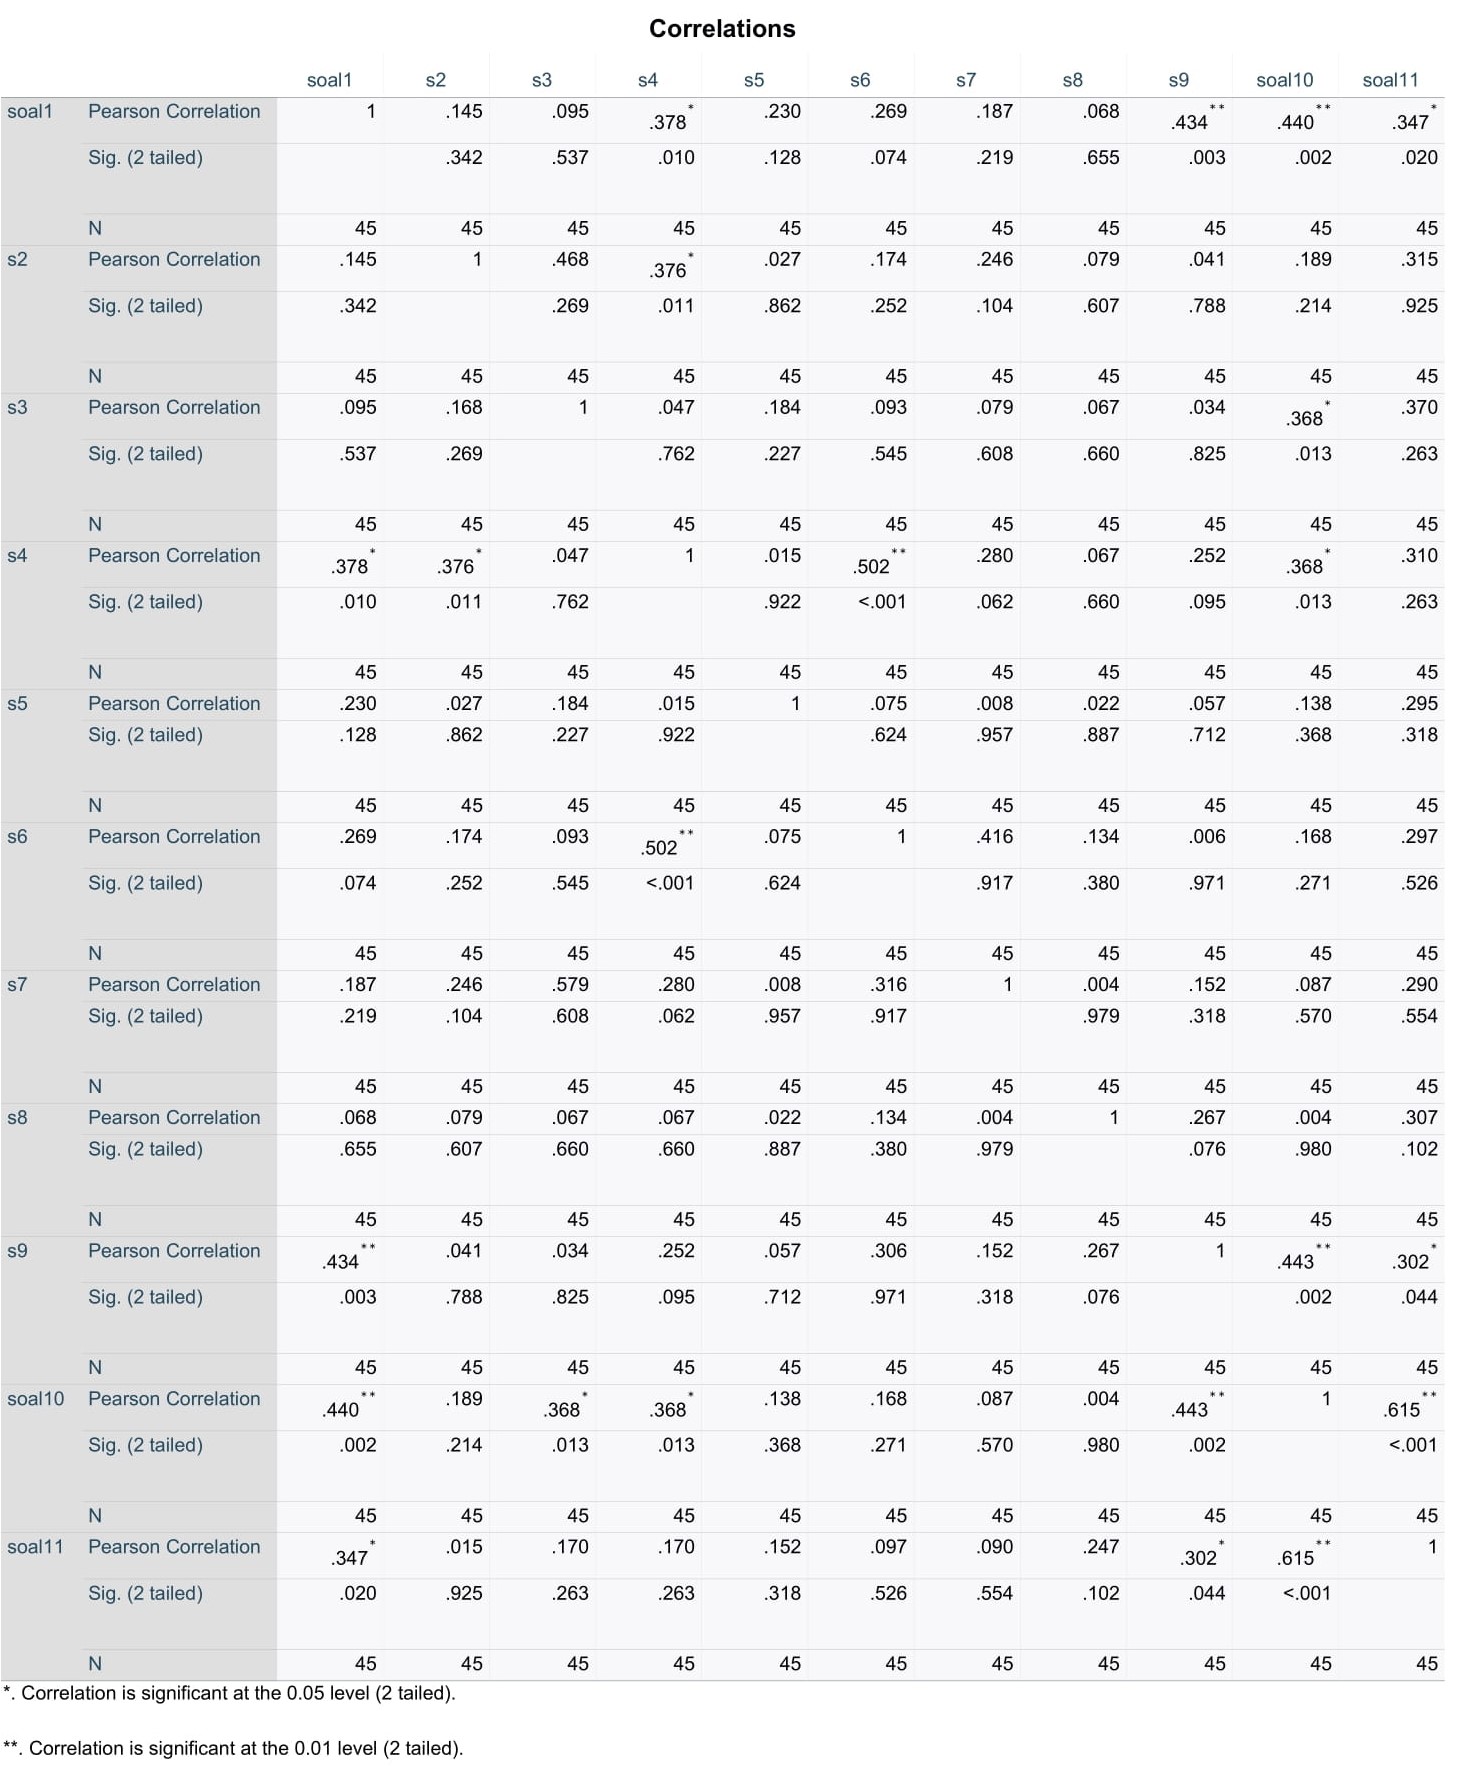 Correlations
soal1 s2 s3 s4 s5 s6 s7 s8 s9 soal10 soal11
soal1 Pearson Correlation 1 .145 .095 .378* .230 .269 .187 .068 .434** .440** .347*
Sig. (2 tailed) .342 .537 .010 .128 .074 .219 .655 .003 .002 .020
N 45 45 45 45 45 45 45 45 45 45 45
s2 Pearson Correlation .145 1 .468 .376* .027 .174 .246 .079 .041 .189 .315
Sig. (2 tailed) .342 .269 .011 .862 .252 .104 .607 .788 .214 .925
N 45 45 45 45 45 45 45 45 45 45 45
s3 Pearson Correlation .095 .168 1 .047 .184 .093 .079 .067 .034 .368* .370
Sig. (2 tailed) .537 .269 .762 .227 .545 .608 .660 .825 .013 .263
N 45 45 45 45 45 45 45 45 45 45 45
s4 Pearson Correlation .378* .376* .047 1 .015 .502** .280 .067 .252 .368* .310
Sig. (2 tailed) .010 .011 .762 .922 <.001 .062 .660 .095 .013 .263
N 45 45 45 45 45 45 45 45 45 45 45
s5 Pearson Correlation .230 .027 .184 .015 1 .075 .008 .022 .057 .138 .295
Sig. (2 tailed) .128 .862 .227 .922 .624 .957 .887 .712 .368 .318
N 45 45 45 45 45 45 45 45 45 45 45
s6 Pearson Correlation .269 .174 .093 .502** .075 1 .416 .134 .006 .168 .297
Sig. (2 tailed) .074 .252 .545 <.001 .624 .917 .380 .971 .271 .526
N 45 45 45 45 45 45 45 45 45 45 45
s7 Pearson Correlation .187 .246 .579 .280 .008 .316 1 .004 .152 .087 .290
Sig. (2 tailed) .219 .104 .608 .062 .957 .917 .979 .318 .570 .554
N 45 45 45 45 45 45 45 45 45 45 45
s8 Pearson Correlation .068 .079 .067 .067 .022 .134 .004 1 .267 .004 .307
Sig. (2 tailed) .655 .607 .660 .660 .887 .380 .979 .076 .980 .102
N 45 45 45 45 45 45 45 45 45 45 45
s9 Pearson Correlation .434** .041 .034 .252 .057 .306 .152 .267 1 .443** .302*
Sig. (2 tailed) .003 .788 .825 .095 .712 .971 .318 .076 .002 .044
N 45 45 45 45 45 45 45 45 45 45 45
soal10 Pearson Correlation .440** .189 .368* .368* .138 .168 .087 .004 .443** 1 .615**
Sig. (2 tailed) .002 .214 .013 .013 .368 .271 .570 .980 .002 <.001
N 45 45 45 45 45 45 45 45 45 45 45
soal11 Pearson Correlation .347* .015 .170 .170 .152 .097 .090 .247 .302* .615** 1
Sig. (2 tailed) .020 .925 .263 .263 .318 .526 .554 .102 .044 <.001
N 45 45 45 45 45 45 45 45 45 45 45
*. Correlation is significant at the 0.05 level (2 tailed).
**. Correlation is significant at the 0.01 level (2 tailed).